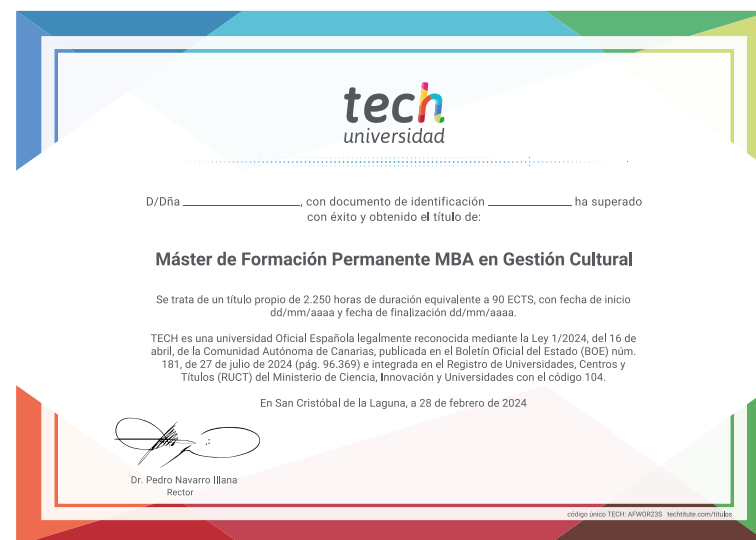 tech
universidad
D/Dña ____________, con documento de identificación ____________ ha superado
con éxito y obtenido el título de:
Máster de Formación Permanente MBA en Gestión Cultural
Se trata de un título propio de 2.250 horas de duración equivalente a 90 ECTS, con fecha de inicio
dd/mm/aaaa y fecha de finalización dd/mm/aaaa.
TECH es una universidad Oficial Española legalmente reconocida mediante la Ley 1/2024, del 16 de
abril, de la Comunidad Autónoma de Canarias, publicada en el Boletín Oficial del Estado (BOE) núm.
181, de 27 de julio de 2024 (pág. 96.369) e integrada en el Registro de Universidades, Centros y
Títulos (RUCT) del Ministerio de Ciencia, Innovación y Universidades con el código 104.
En San Cristóbal de la Laguna, a 28 de febrero de 2024
Dr. Pedro Navarro Illana
Rector
código único TECH: AFWOR23S techtitute.com/titulos